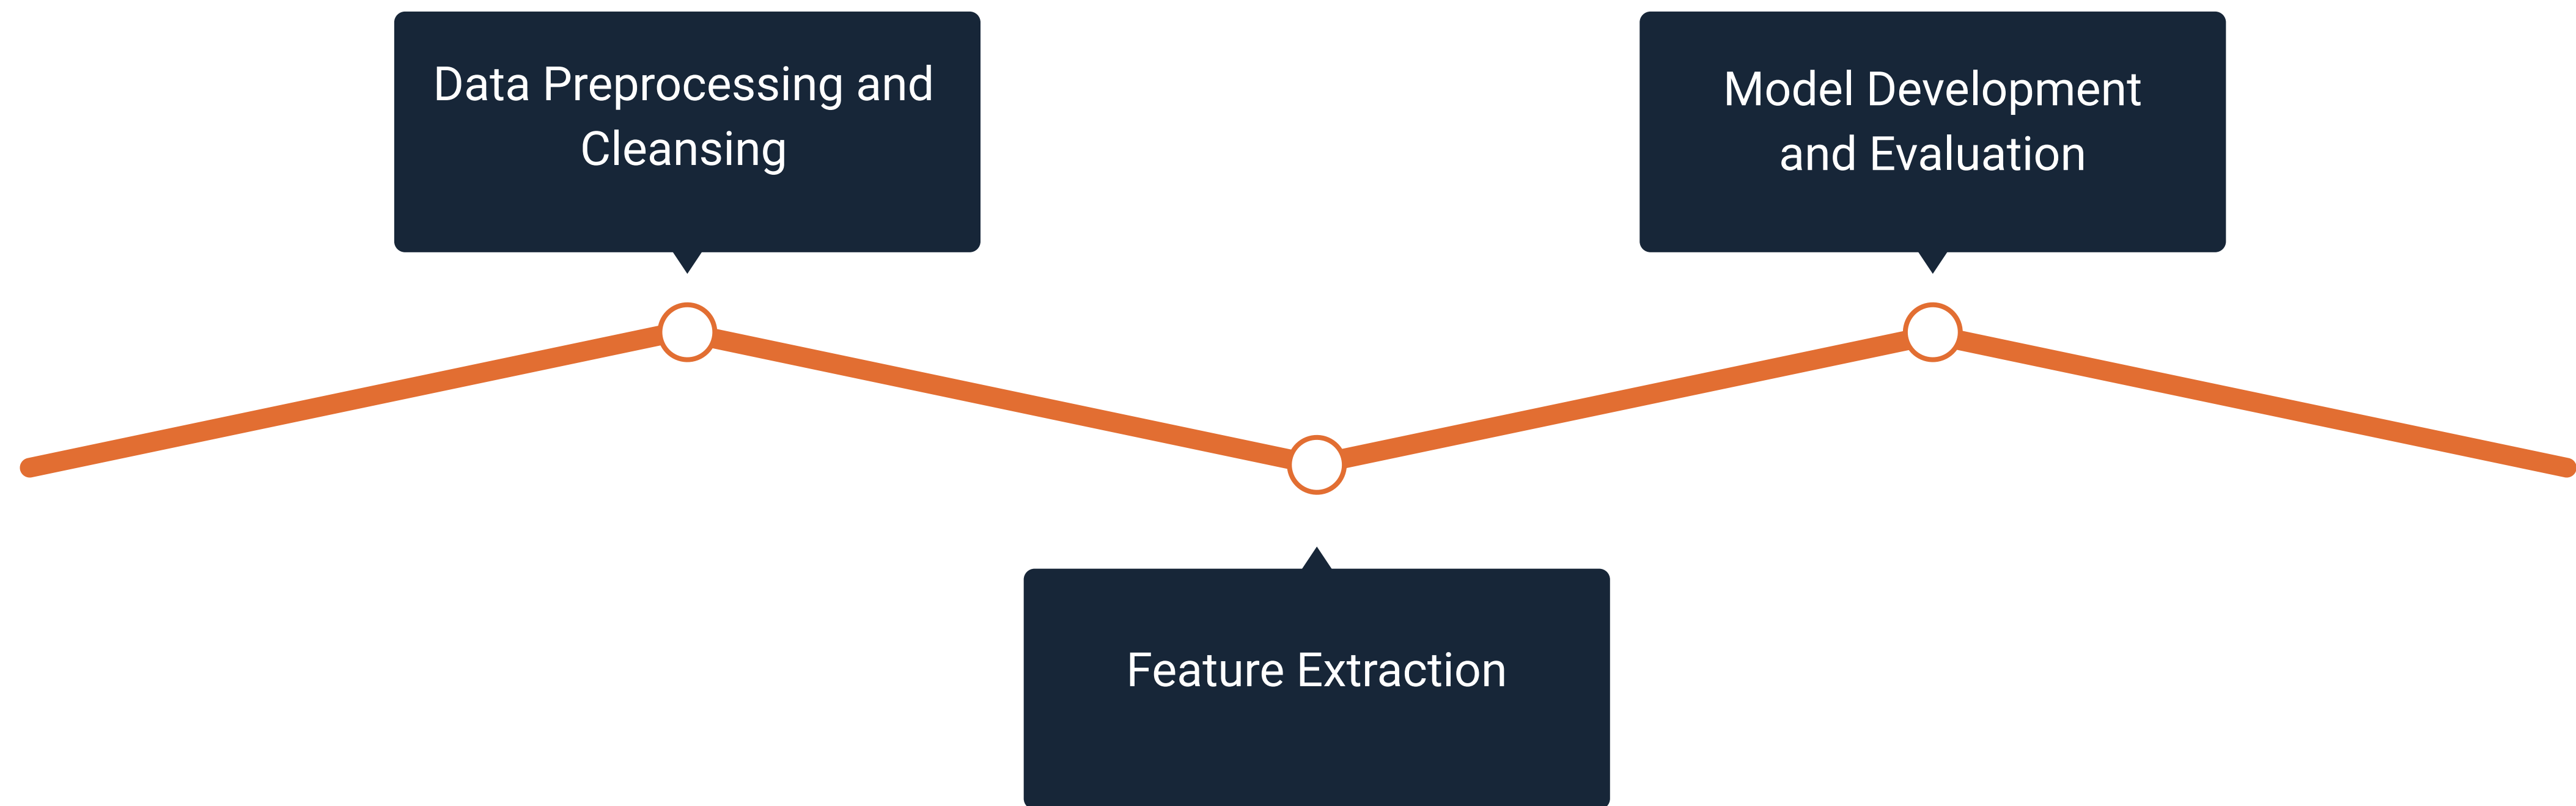 Data Preprocessing and
Cleansing
Feature Extraction
Model Development
and Evaluation